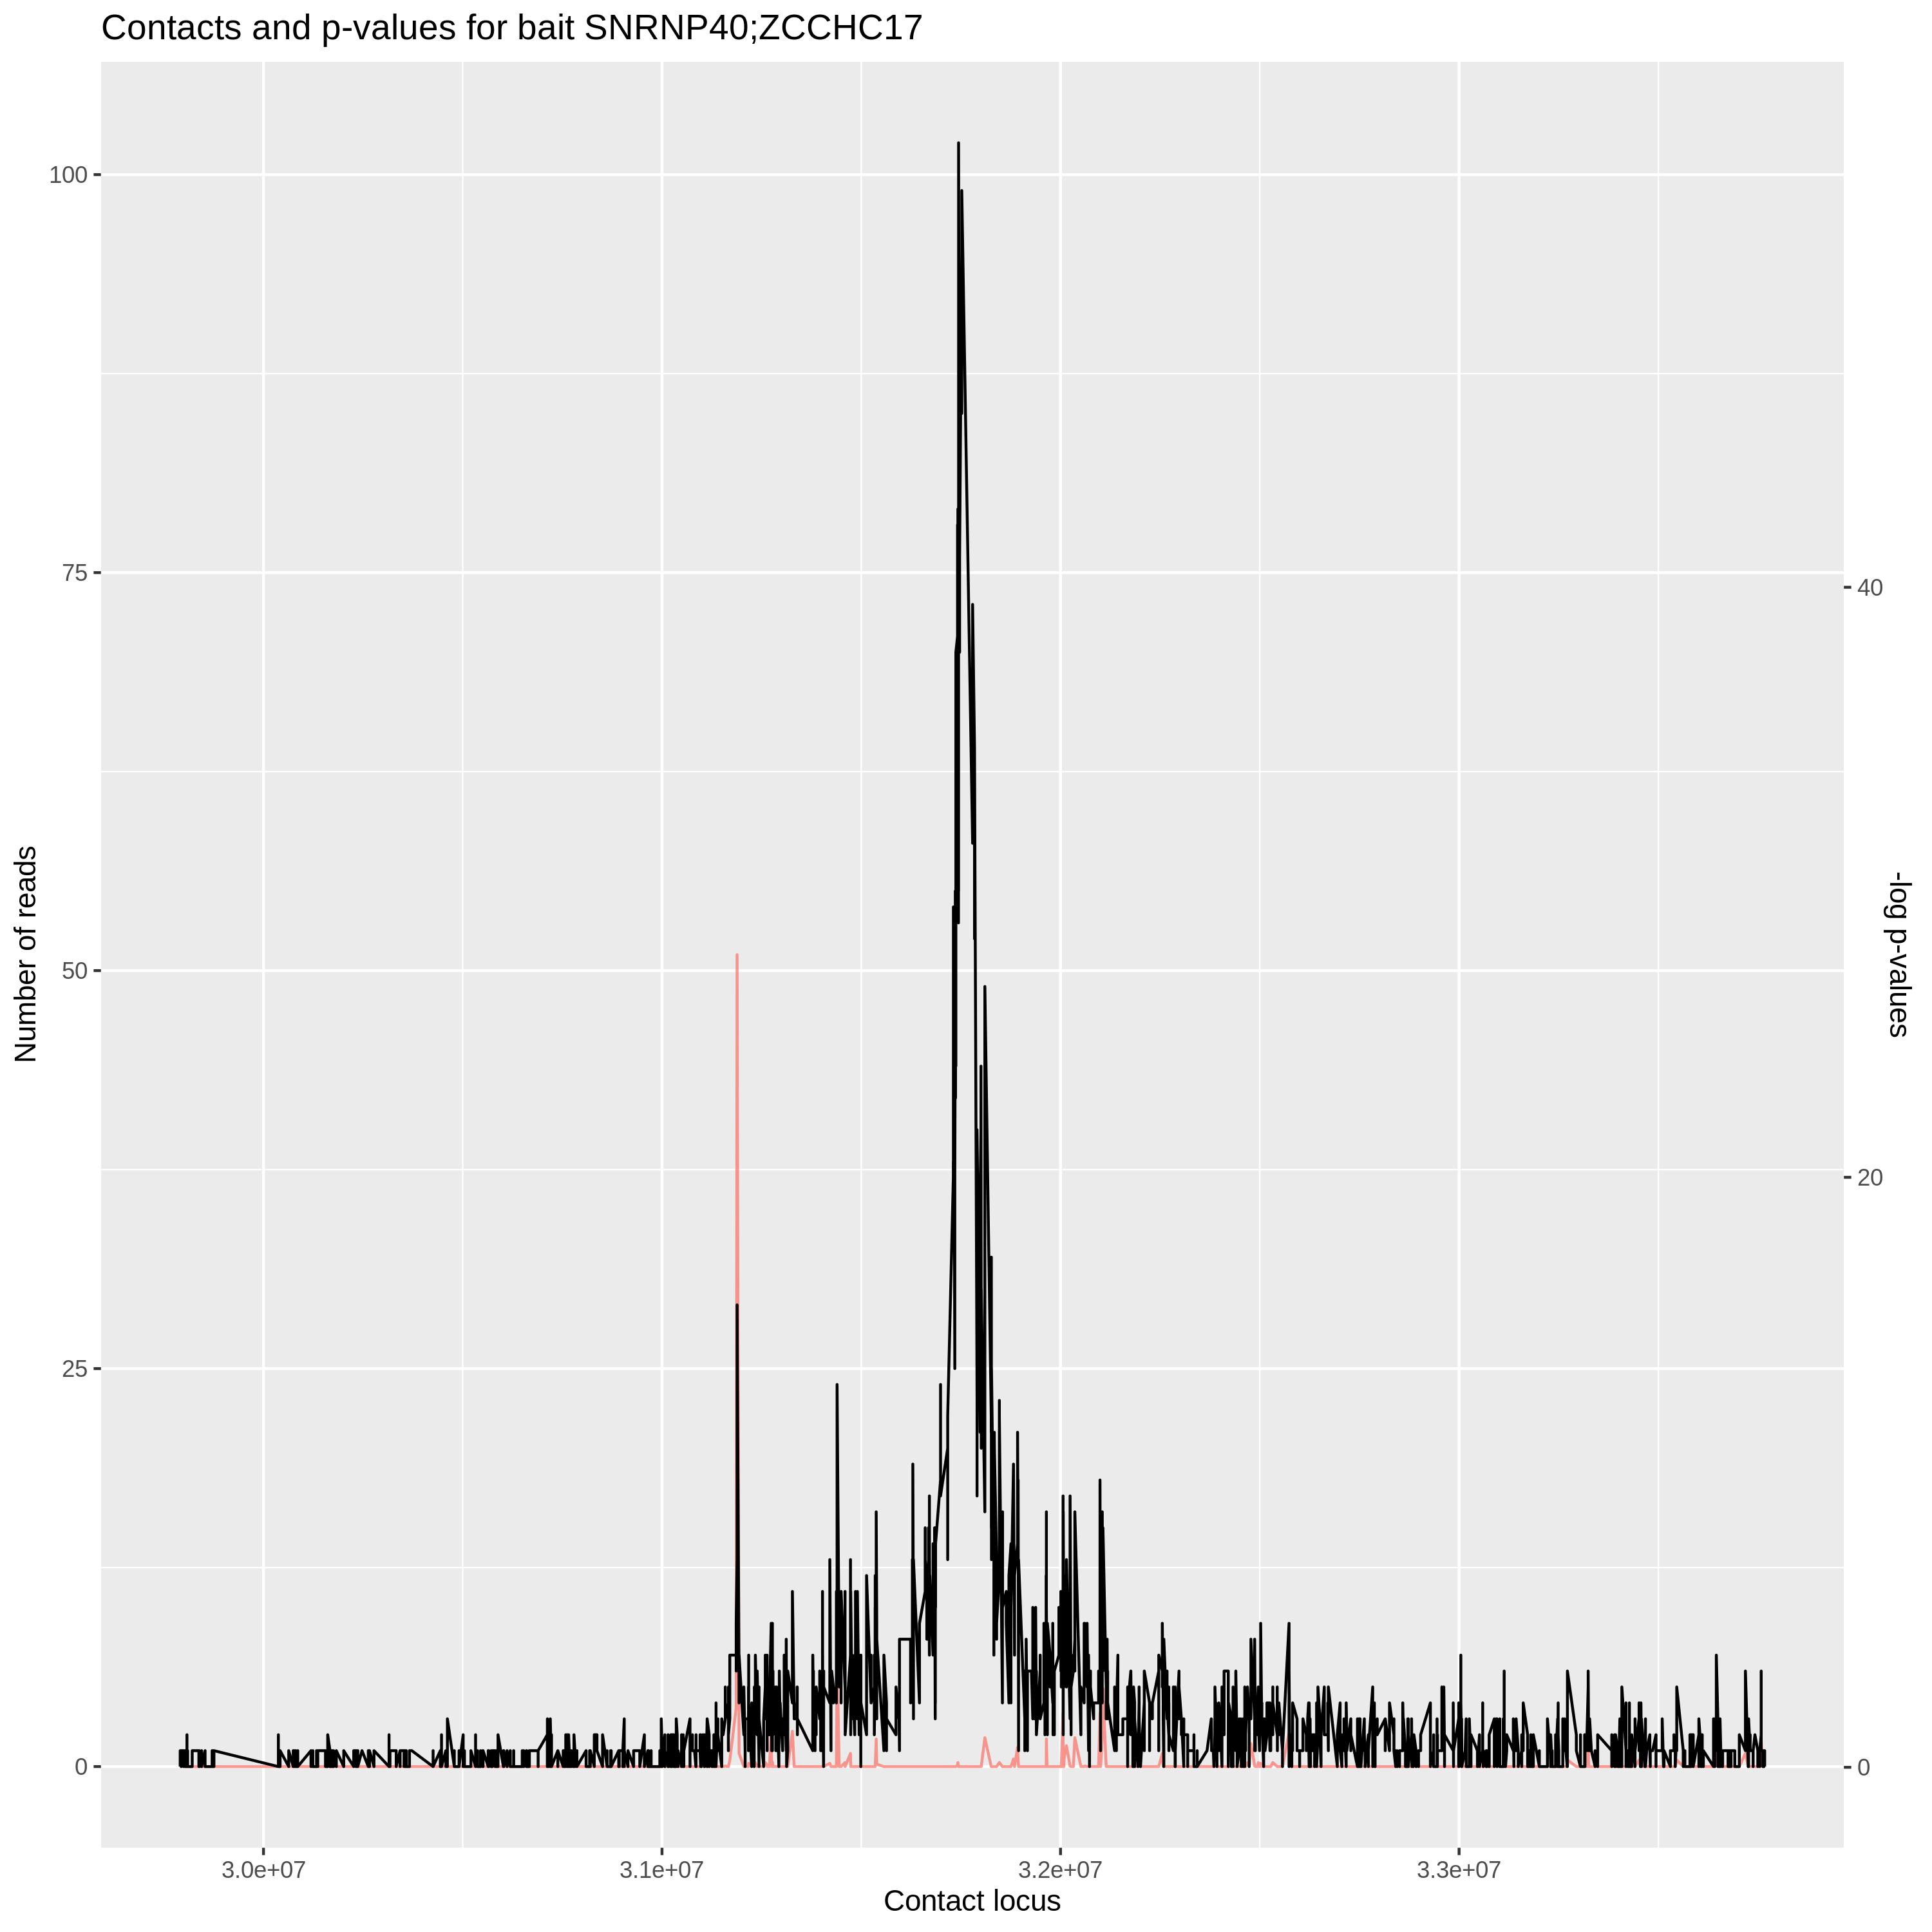 Contacts and p-values for bait SNRNP40;ZCCHC17
100
75
50
25
0
Number of reads
40
20
0
-log p-values
3.0e+07
3.1e+07
3.2e+07
3.3e+07
Contact locus